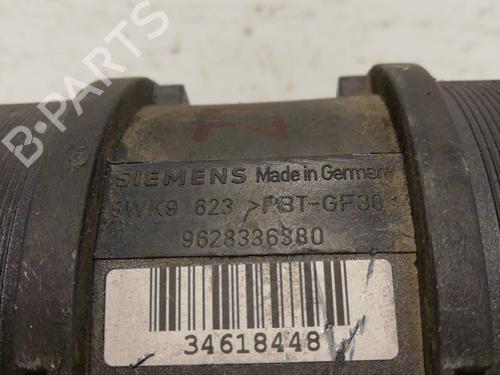 B-PARTS
SIEMENS Made in Germany
5WK9 623 >PBT-GF30<
9628336380
34618448